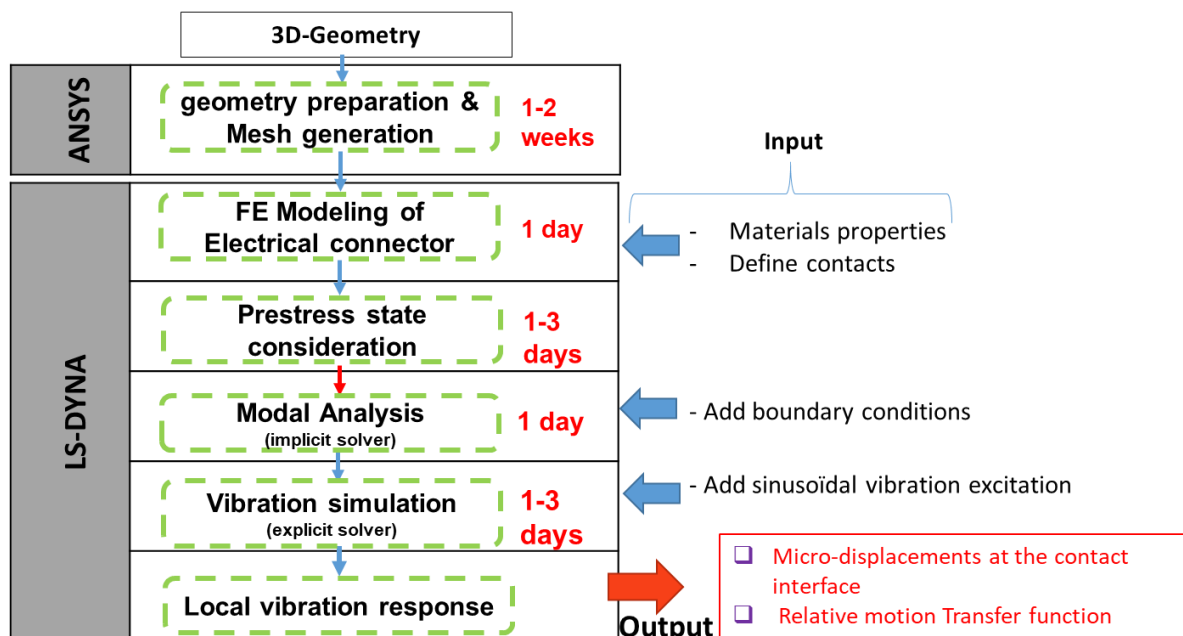 3D-Geometry
ANSYS
geometry preparation &
Mesh generation
1-2
weeks
Input
LS-DYNA
FE Modeling of
Electrical connector
1 day
- Materials properties
- Define contacts
Prestress state
consideration
1-3
days
Modal Analysis
(implicit solver)
1 day
- Add boundary conditions
Vibration simulation
(explicit solver)
1-3
days
- Add sinusoïdal vibration excitation
Local vibration response
Output
❑ Micro-displacements at the contact
interface
❑ Relative motion Transfer function